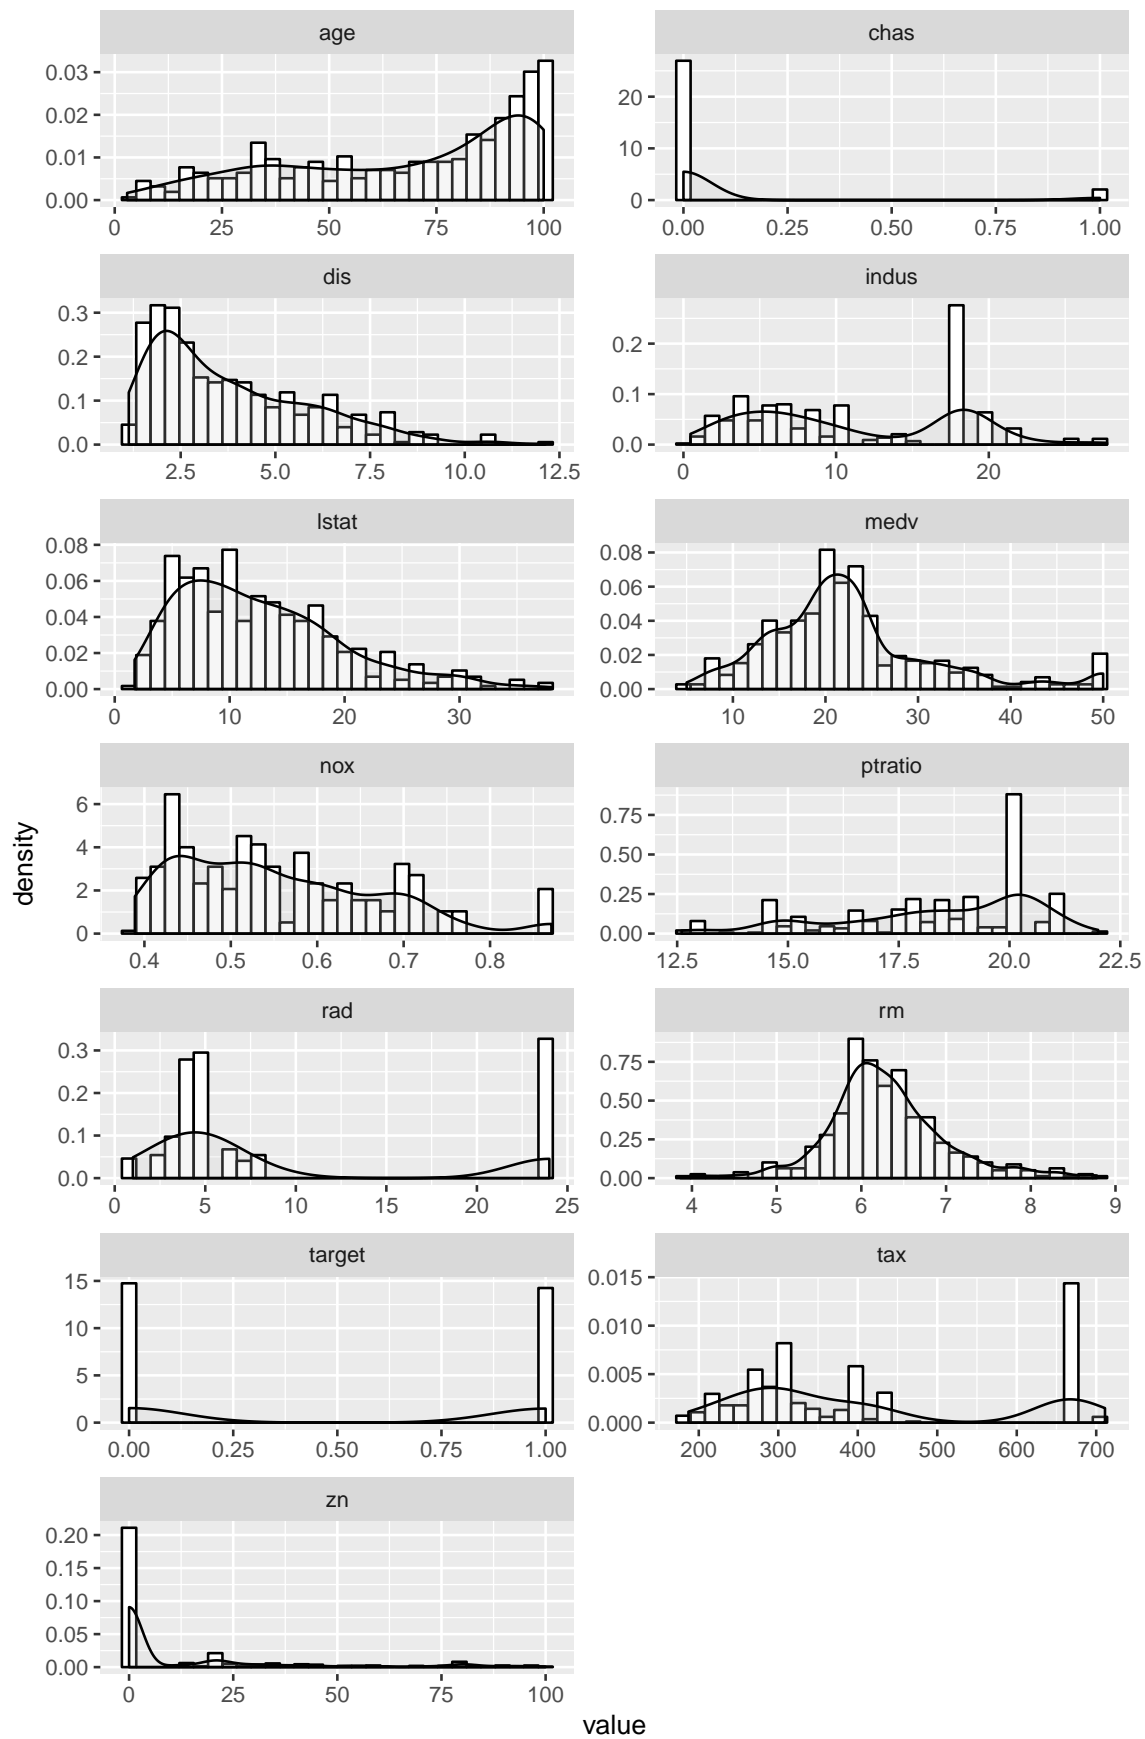 age
0.03
0.02
0.01
0.00
0 25 50 75 100
chas
20
10
0
0.00 0.25 0.50 0.75 1.00
dis
0.3
0.2
0.1
0.0
2.5 5.0 7.5 10.0 12.5
indus
0.2
0.1
0.0
0 10 20
lstat
0.08
0.06
0.04
0.02
0.00
0 10 20 30
medv
0.08
0.06
0.04
0.02
0.00
10 20 30 40 50
nox
6
4
2
0
0.4 0.5 0.6 0.7 0.8
ptratio
0.75
0.50
0.25
0.00
12.5 15.0 17.5 20.0 22.5
rad
0.3
0.2
0.1
0.0
0 5 10 15 20 25
rm
0.75
0.50
0.25
0.00
4 5 6 7 8 9
target
15
10
5
0
0.00 0.25 0.50 0.75 1.00
tax
0.015
0.010
0.005
0.000
200 300 400 500 600 700
zn
0.20
0.15
0.10
0.05
0.00
0 25 50 75 100
density
value